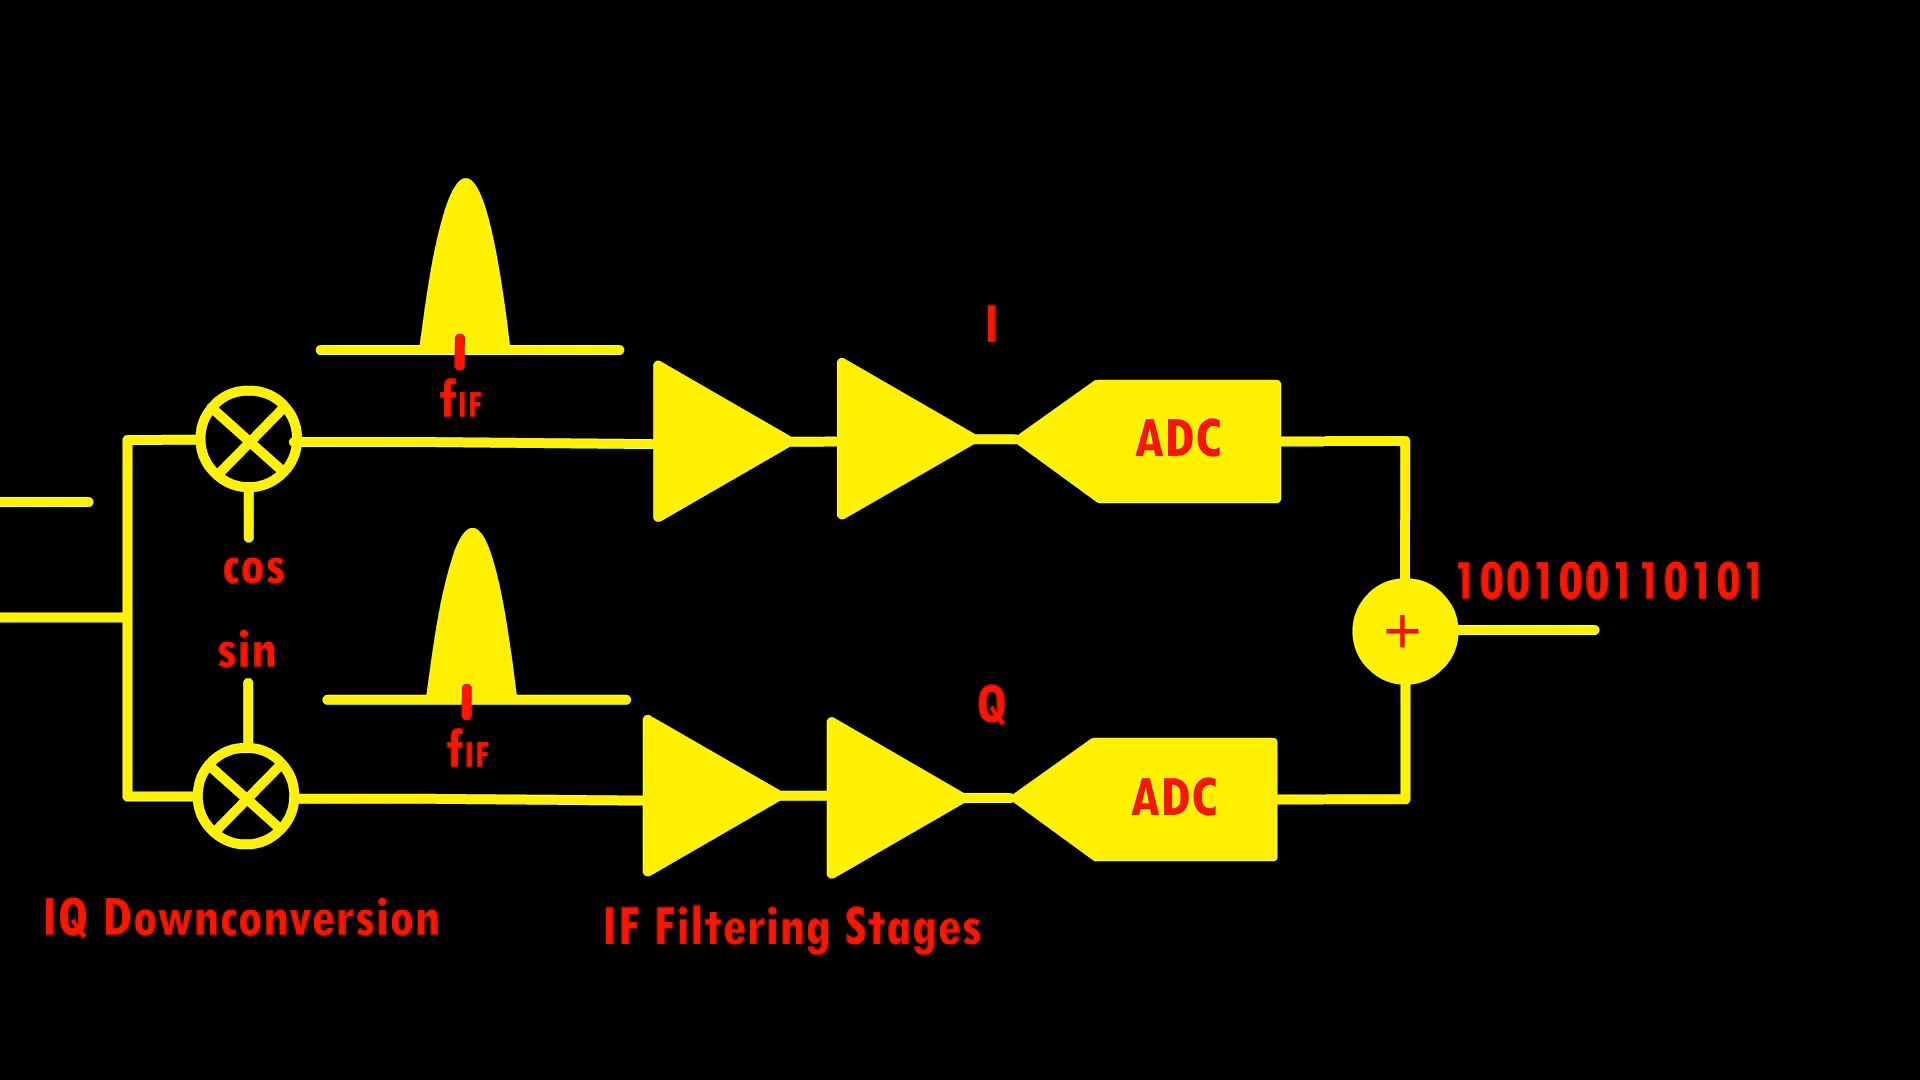 I
fIF
ADC
cos
100100110101
+
sin
Q
fIF
ADC
IQ Downconversion
IF Filtering Stages